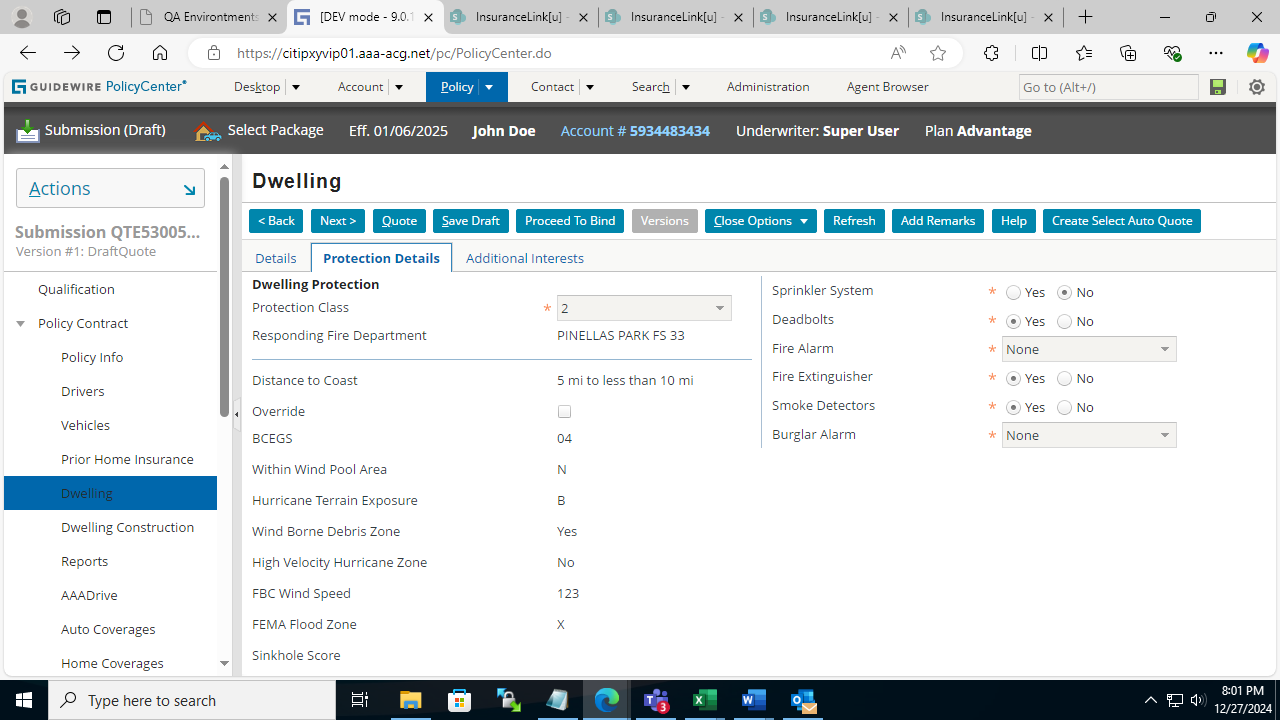 QA Environtments
[DEV mode - 9.0.1
InsuranceLink[u] -
InsuranceLink[u] -
InsuranceLink[u] -
InsuranceLink[u] -
https://citipxyvip01.aaa-acg.net/pc/PolicyCenter.do
GUIDEWIRE PolicyCenter®
Desktop
Account
Policy
Contact
Search
Administration
Agent Browser
Go to (Alt+/)
Submission (Draft)
Select Package
Eff. 01/06/2025
John Doe
Account # 5934483434
Underwriter: Super User
Plan Advantage
Actions
Submission QTE53005...
Version #1: DraftQuote
Qualification
Policy Contract
Policy Info
Drivers
Vehicles
Prior Home Insurance
Dwelling
Dwelling Construction
Reports
AAADrive
Auto Coverages
Home Coverages
Dwelling
< Back
Next >
Quote
Save Draft
Proceed To Bind
Versions
Close Options
Refresh
Add Remarks
Help
Create Select Auto Quote
Details
Protection Details
Additional Interests
Dwelling Protection
Protection Class * 2
Responding Fire Department PINELLAS PARK FS 33
Distance to Coast 5 mi to less than 10 mi
Override
BCEGS 04
Within Wind Pool Area N
Hurricane Terrain Exposure B
Wind Borne Debris Zone Yes
High Velocity Hurricane Zone No
FBC Wind Speed 123
FEMA Flood Zone X
Sinkhole Score
Sprinkler System * Yes No
Deadbolts * Yes No
Fire Alarm * None
Fire Extinguisher * Yes No
Smoke Detectors * Yes No
Burglar Alarm * None
Type here to search
3
8:01 PM
12/27/2024